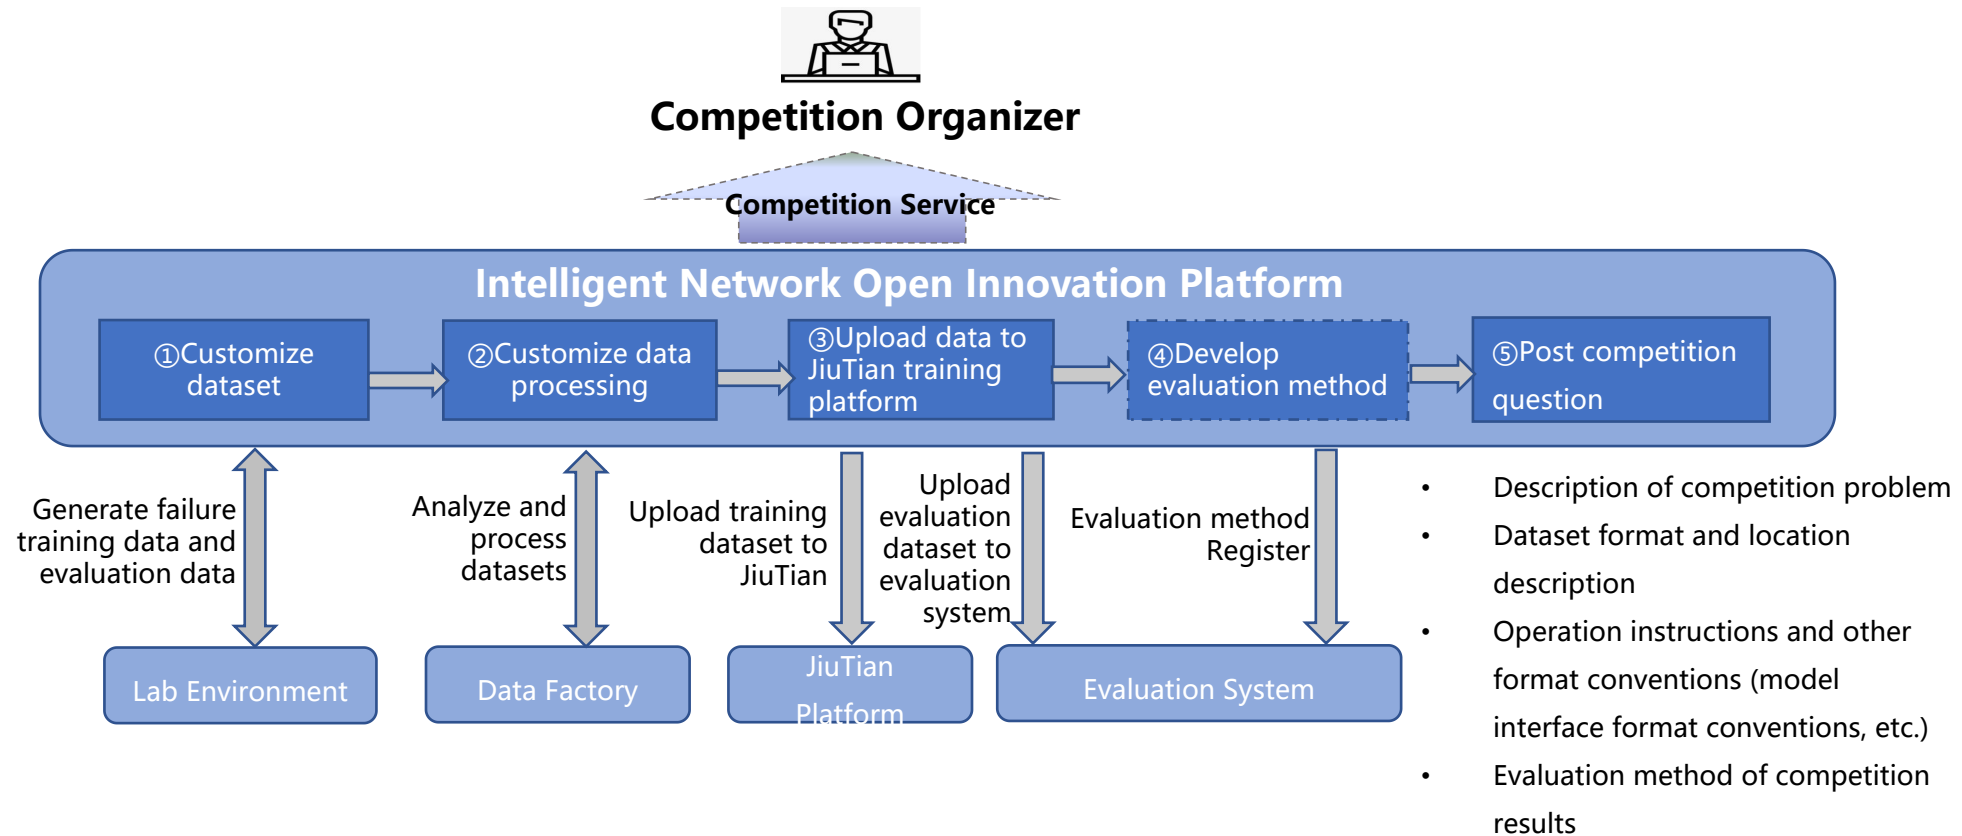 Competition Organizer
Competition Service
Intelligent Network Open Innovation Platform
①Customize
dataset
②Customize data
processing
③Upload data to
JiuTian training
platform
④Develop
evaluation method
⑤Post competition
question
Generate failure
training data and
evaluation data
Analyze and
process
datasets
Upload training
dataset to
JiuTian
Upload
evaluation
dataset to
evaluation
system
Evaluation method
Register
• Description of competition problem
• Dataset format and location
description
• Operation instructions and other
format conventions (model
interface format conventions, etc.)
• Evaluation method of competition
results
Lab Environment
Data Factory
JiuTian
Platform
Evaluation System